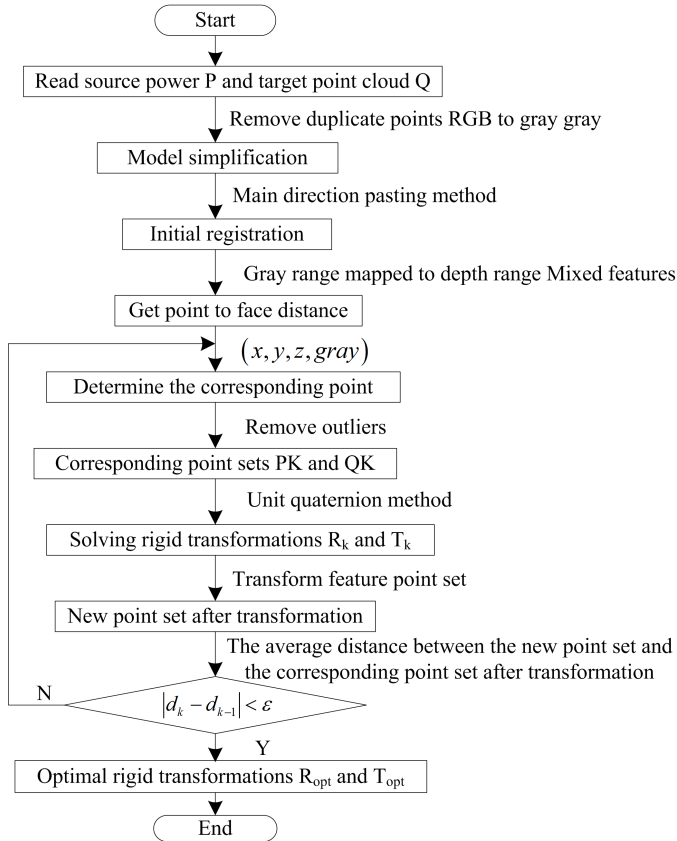 Start
Read source power P and target point cloud Q
Remove duplicate points RGB to gray gray
Model simplification
Main direction pasting method
Initial registration
Gray range mapped to depth range Mixed features
Get point to face distance
(x, y, z, gray)
Determine the corresponding point
Remove outliers
Corresponding point sets PK and QK
Unit quaternion method
Solving rigid transformations Rk and Tk
Transform feature point set
New point set after transformation
The average distance between the new point set and
the corresponding point set after transformation
N
|dk − dk−1| < ε
Y
Optimal rigid transformations Ropt and Topt
End